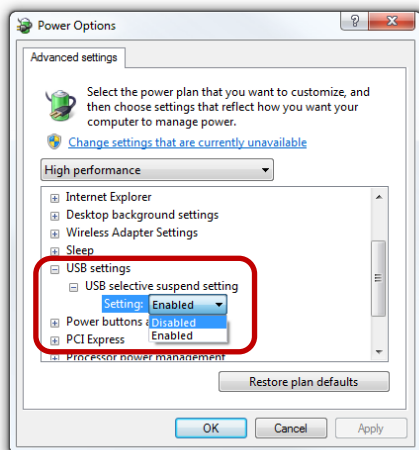 Power Options
?
Advanced settings
Select the power plan that you want to customize, and
then choose settings that reflect how you want your
computer to manage power.
Change settings that are currently unavailable
High performance
Internet Explorer
Desktop background settings
Wireless Adapter Settings
Sleep
USB settings
USB selective suspend setting
Setting: Enabled
Disabled
Power buttons a
Enabled
PCI Express
Processor power management
Restore plan defaults
OK Cancel Apply